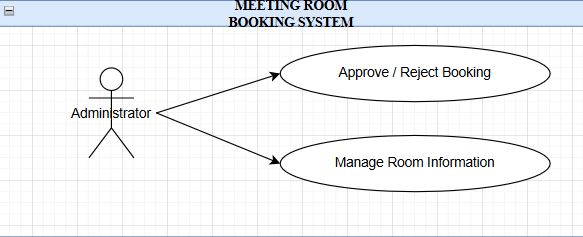 MEETING ROOM
BOOKING SYSTEM
Approve / Reject Booking
Administrator
Manage Room Information